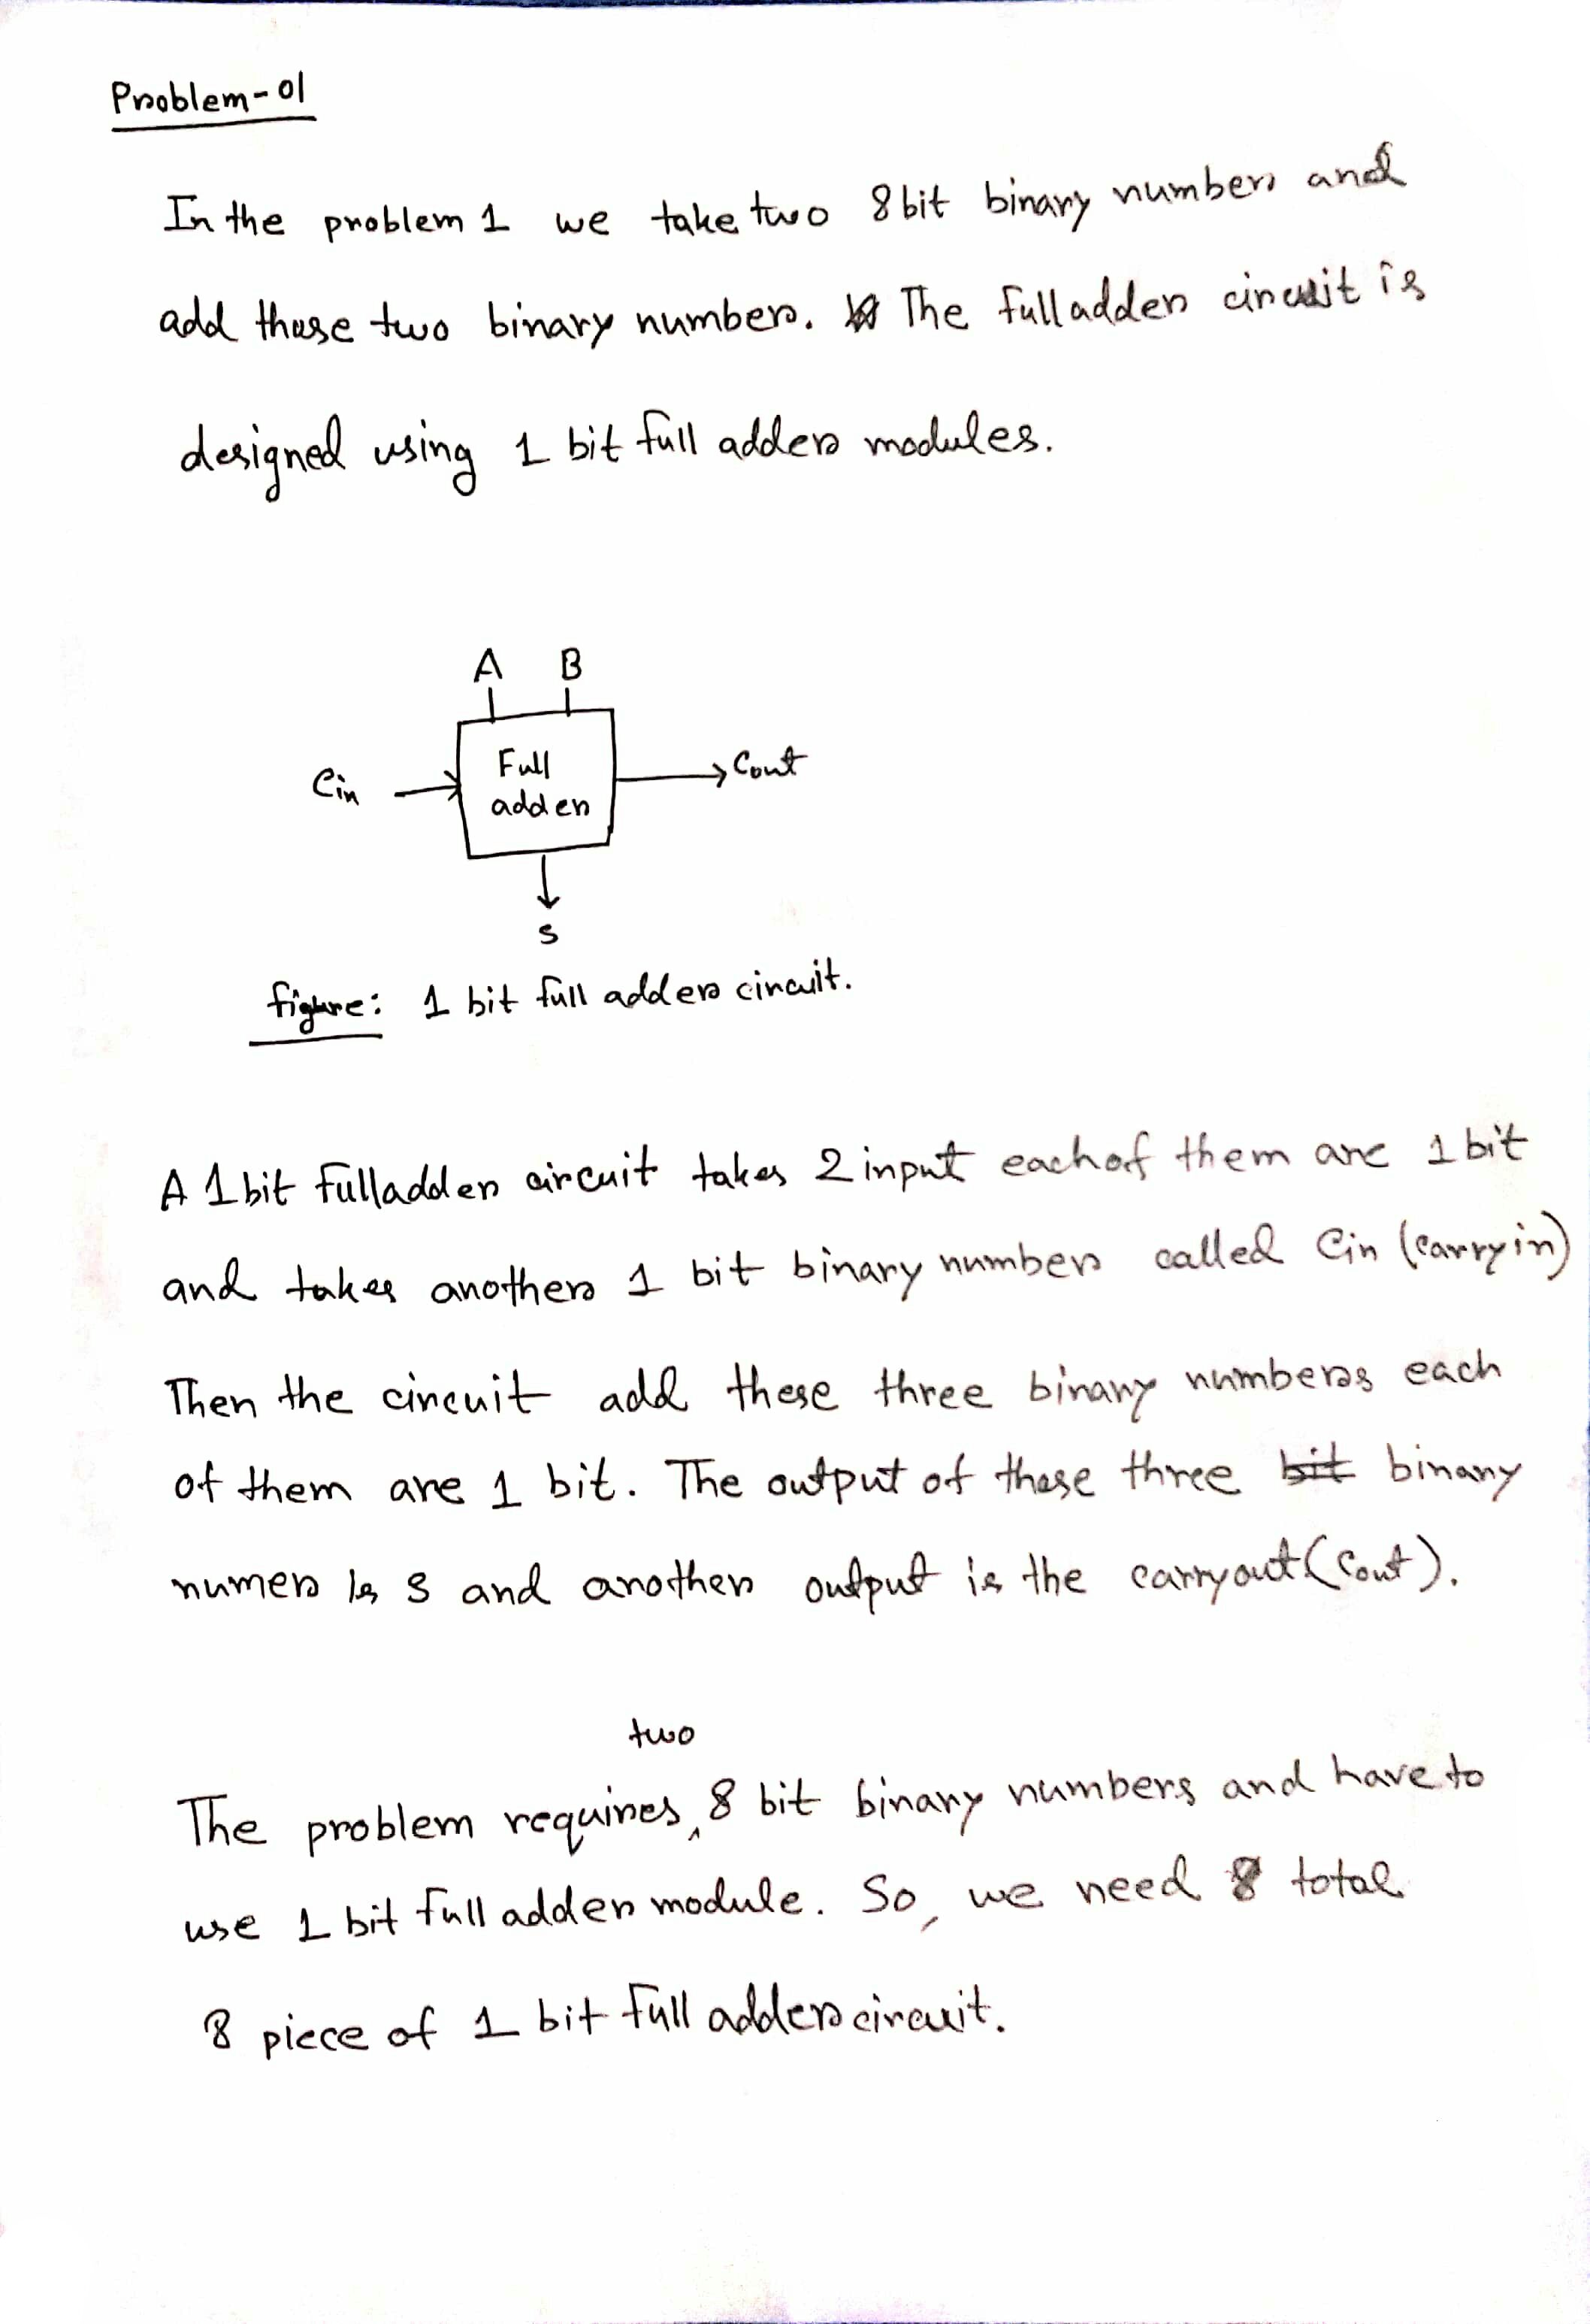 Problem-01
In the problem 1 we take two 8 bit binary number and
add these two binary number. The full adder circuit is
designed using 1 bit full adder modules.
A B
Cin Full adder Cout
S
figure: 1 bit full adder circuit.
A 1 bit fulladder circuit takes 2 input each of them are 1 bit
and takes another 1 bit binary number called Cin (carry in)
Then the circuit add these three binary numbers each
of them are 1 bit. The output of these three bit binary
numer is S and another output is the carryout (Cout).
two
The problem requires 8 bit binary numbers and have to
use 1 bit full adder module. So, we need 8 total
8 piece of 1 bit full adder circuit.